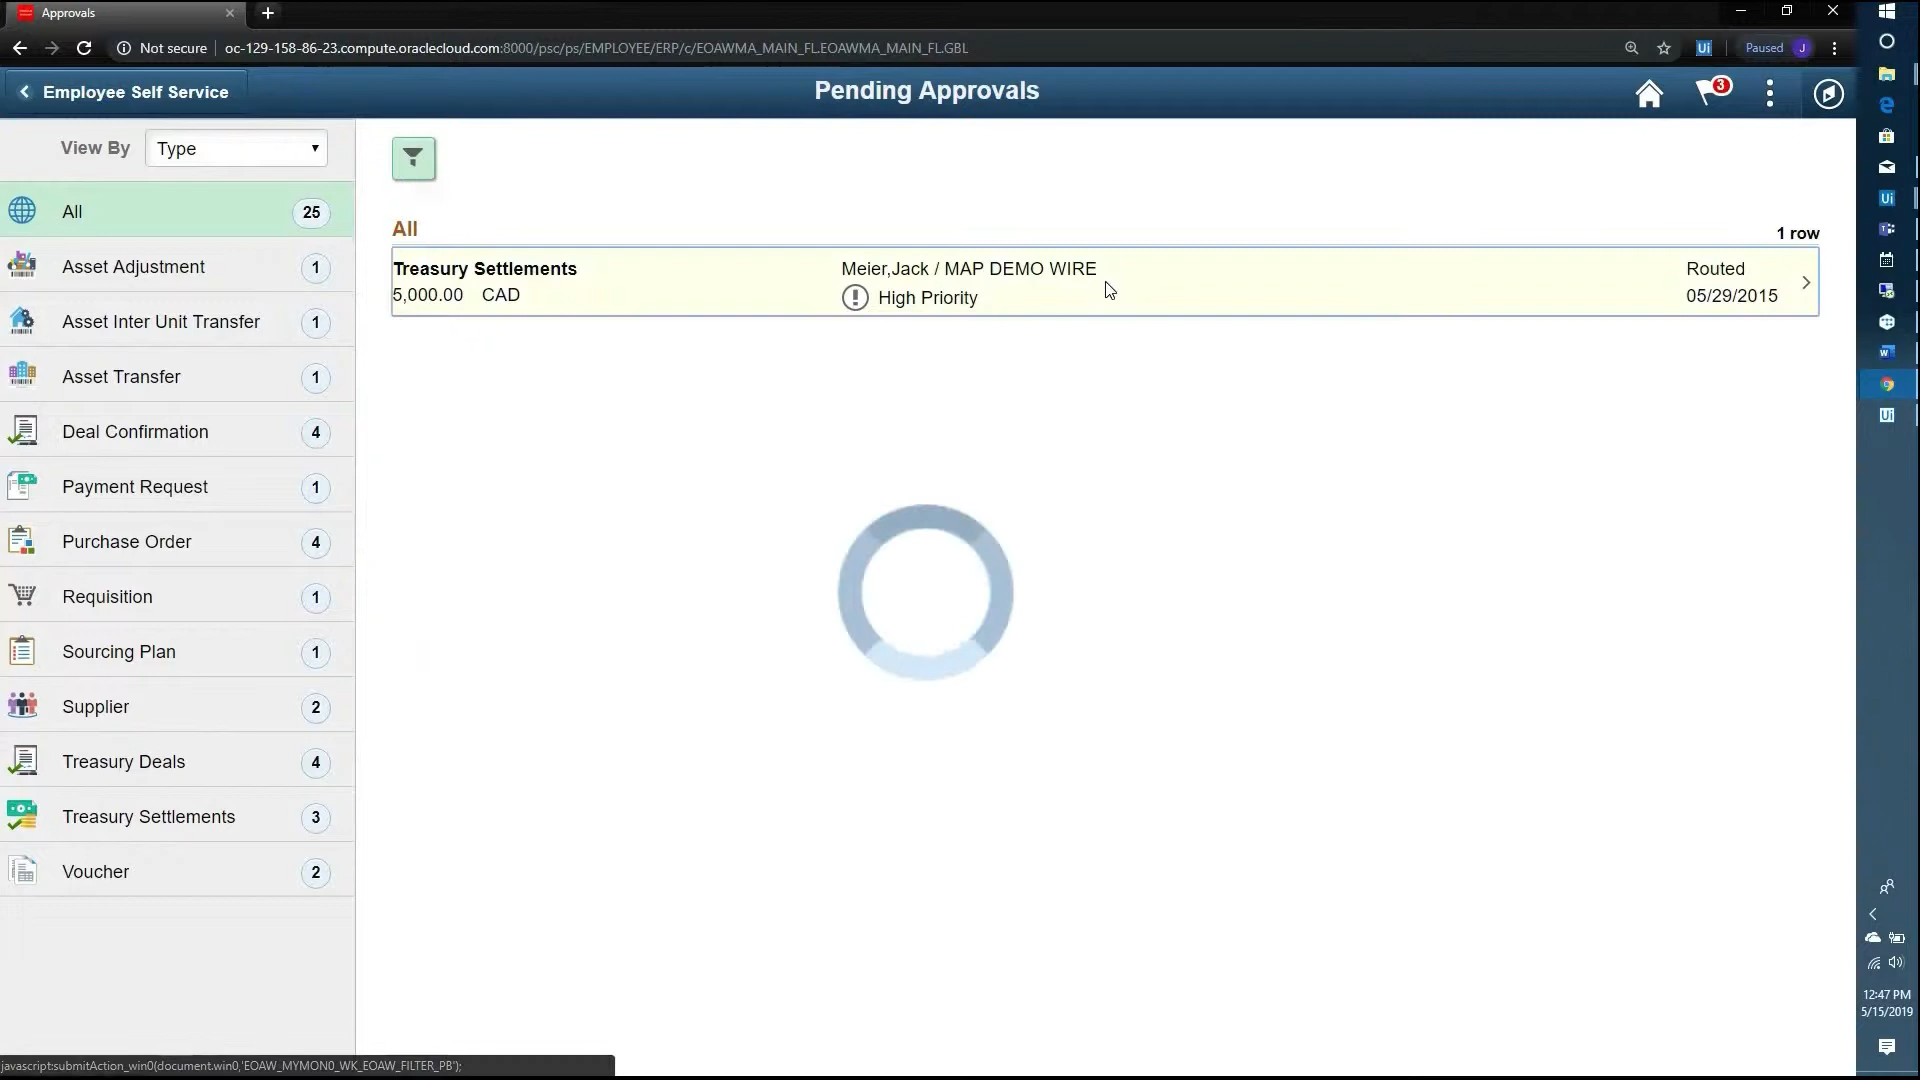 Approvals
Not secure
oc-129-158-86-23.compute.oraclecloud.com:8000/psc/ps/EMPLOYEE/ERP/c/EOAWMA_MAIN_FL.EOAWMA_MAIN_FL.GBL
Ui
Paused
J
Employee Self Service
Pending Approvals
3
View By
Type
All
25
Asset Adjustment
1
Asset Inter Unit Transfer
1
Asset Transfer
1
Deal Confirmation
4
Payment Request
1
Purchase Order
4
Requisition
1
Sourcing Plan
1
Supplier
2
Treasury Deals
4
Treasury Settlements
3
Voucher
2
All
1 row
Treasury Settlements
Meier,Jack / MAP DEMO WIRE
Routed
5,000.00 CAD
High Priority
05/29/2015
javascript:submitAction_win0(document.win0,'EOAW_MYMON0_WK_EOAW_FILTER_PB');
Ui
Ui
12:47 PM
5/15/2019